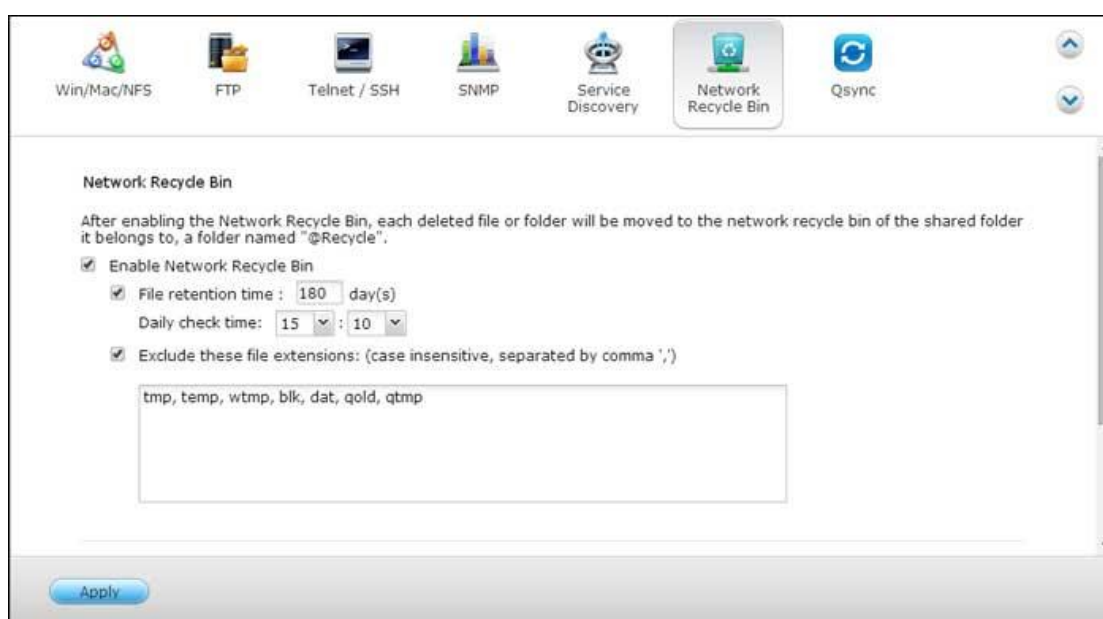 Win/Mac/NFS
FTP
Telnet / SSH
SNMP
Service
Discovery
Network
Recycle Bin
Qsync
Network Recycle Bin
After enabling the Network Recycle Bin, each deleted file or folder will be moved to the network recycle bin of the shared folder
it belongs to, a folder named "@Recycle".
Enable Network Recycle Bin
File retention time : 180 day(s)
Daily check time: 15 : 10
Exclude these file extensions: (case insensitive, separated by comma ',')
tmp, temp, wtmp, blk, dat, qold, qtmp
Apply